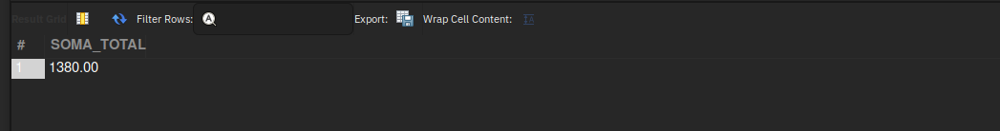 Result Grid Filter Rows: Export: Wrap Cell Content:
# SOMA_TOTAL
1 1380.00